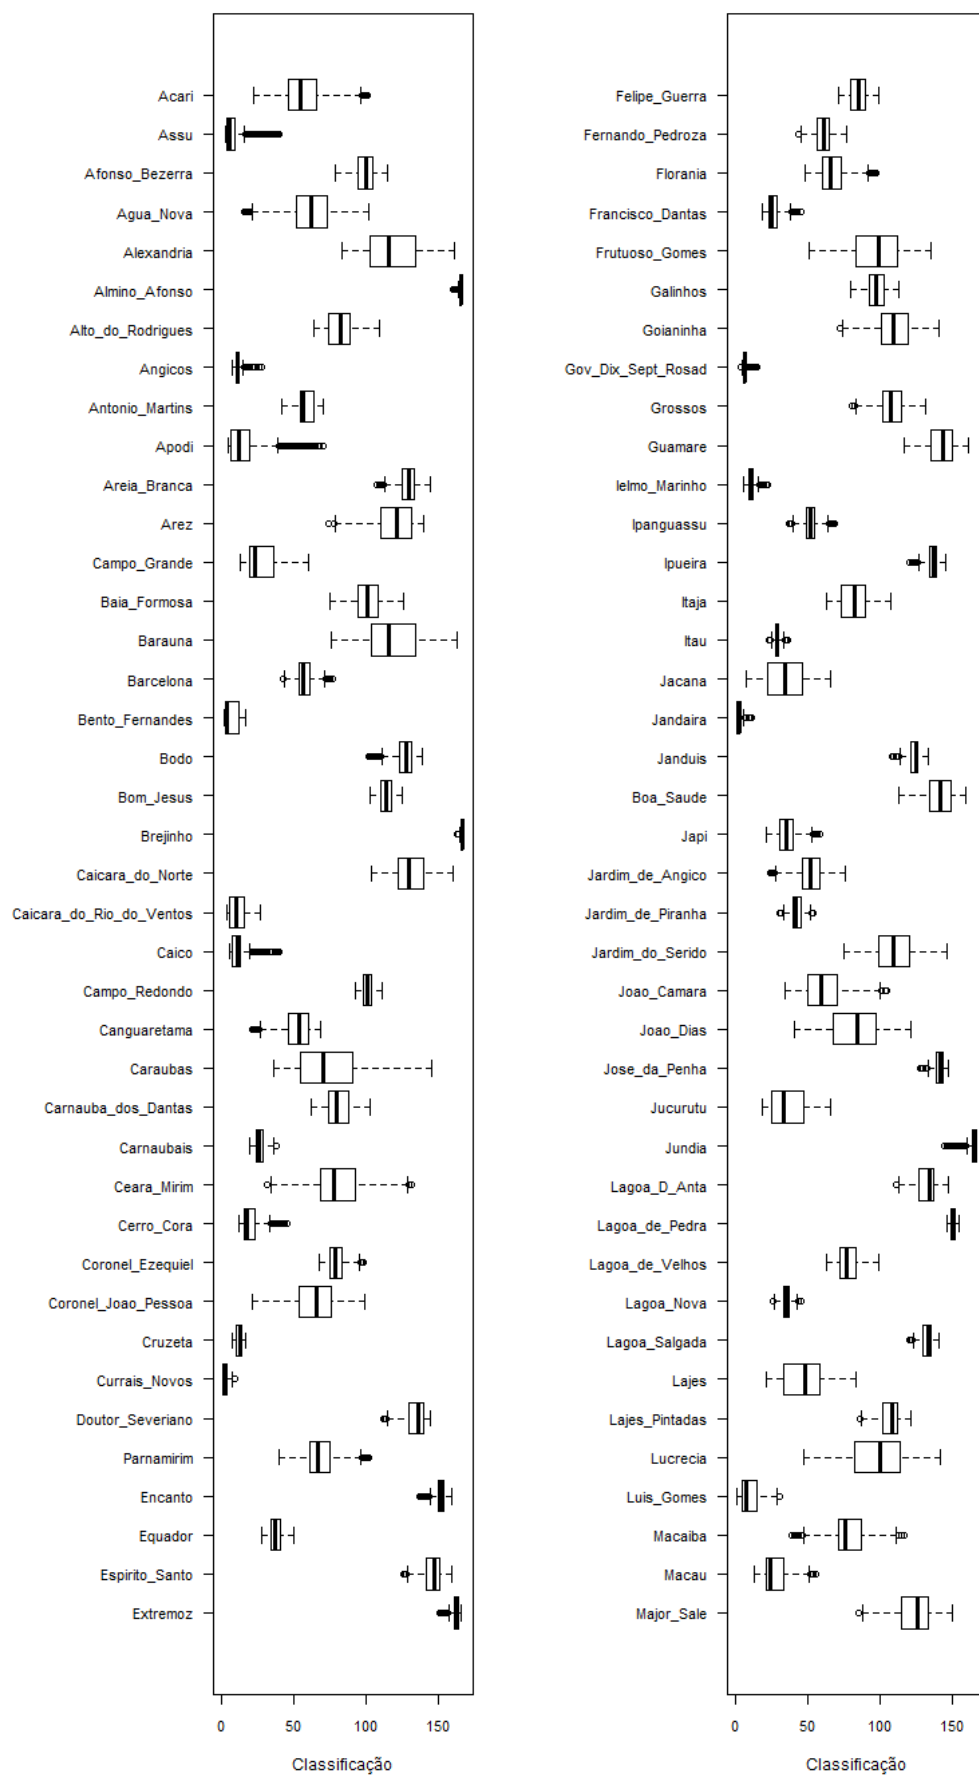 Acari
Assu
Afonso_Bezerra
Agua_Nova
Alexandria
Almino_Afonso
Alto_do_Rodrigues
Angicos
Antonio_Martins
Apodi
Areia_Branca
Arez
Campo_Grande
Baia_Formosa
Barauna
Barcelona
Bento_Fernandes
Bodo
Bom_Jesus
Brejinho
Caicara_do_Norte
Caicara_do_Rio_do_Ventos
Caico
Campo_Redondo
Canguaretama
Caraubas
Carnauba_dos_Dantas
Carnaubais
Ceara_Mirim
Cerro_Cora
Coronel_Ezequiel
Coronel_Joao_Pessoa
Cruzeta
Currais_Novos
Doutor_Severiano
Parnamirim
Encanto
Equador
Espirito_Santo
Extremoz
0 50 100 150
Classificação
Felipe_Guerra
Fernando_Pedroza
Florania
Francisco_Dantas
Frutuoso_Gomes
Galinhos
Goianinha
Gov_Dix_Sept_Rosad
Grossos
Guamare
Ielmo_Marinho
Ipanguassu
Ipueira
Itaja
Itau
Jacana
Jandaira
Janduis
Boa_Saude
Japi
Jardim_de_Angico
Jardim_de_Piranha
Jardim_do_Serido
Joao_Camara
Joao_Dias
Jose_da_Penha
Jucurutu
Jundia
Lagoa_D_Anta
Lagoa_de_Pedra
Lagoa_de_Velhos
Lagoa_Nova
Lagoa_Salgada
Lajes
Lajes_Pintadas
Lucrecia
Luis_Gomes
Macaiba
Macau
Major_Sale
0 50 100 150
Classificação